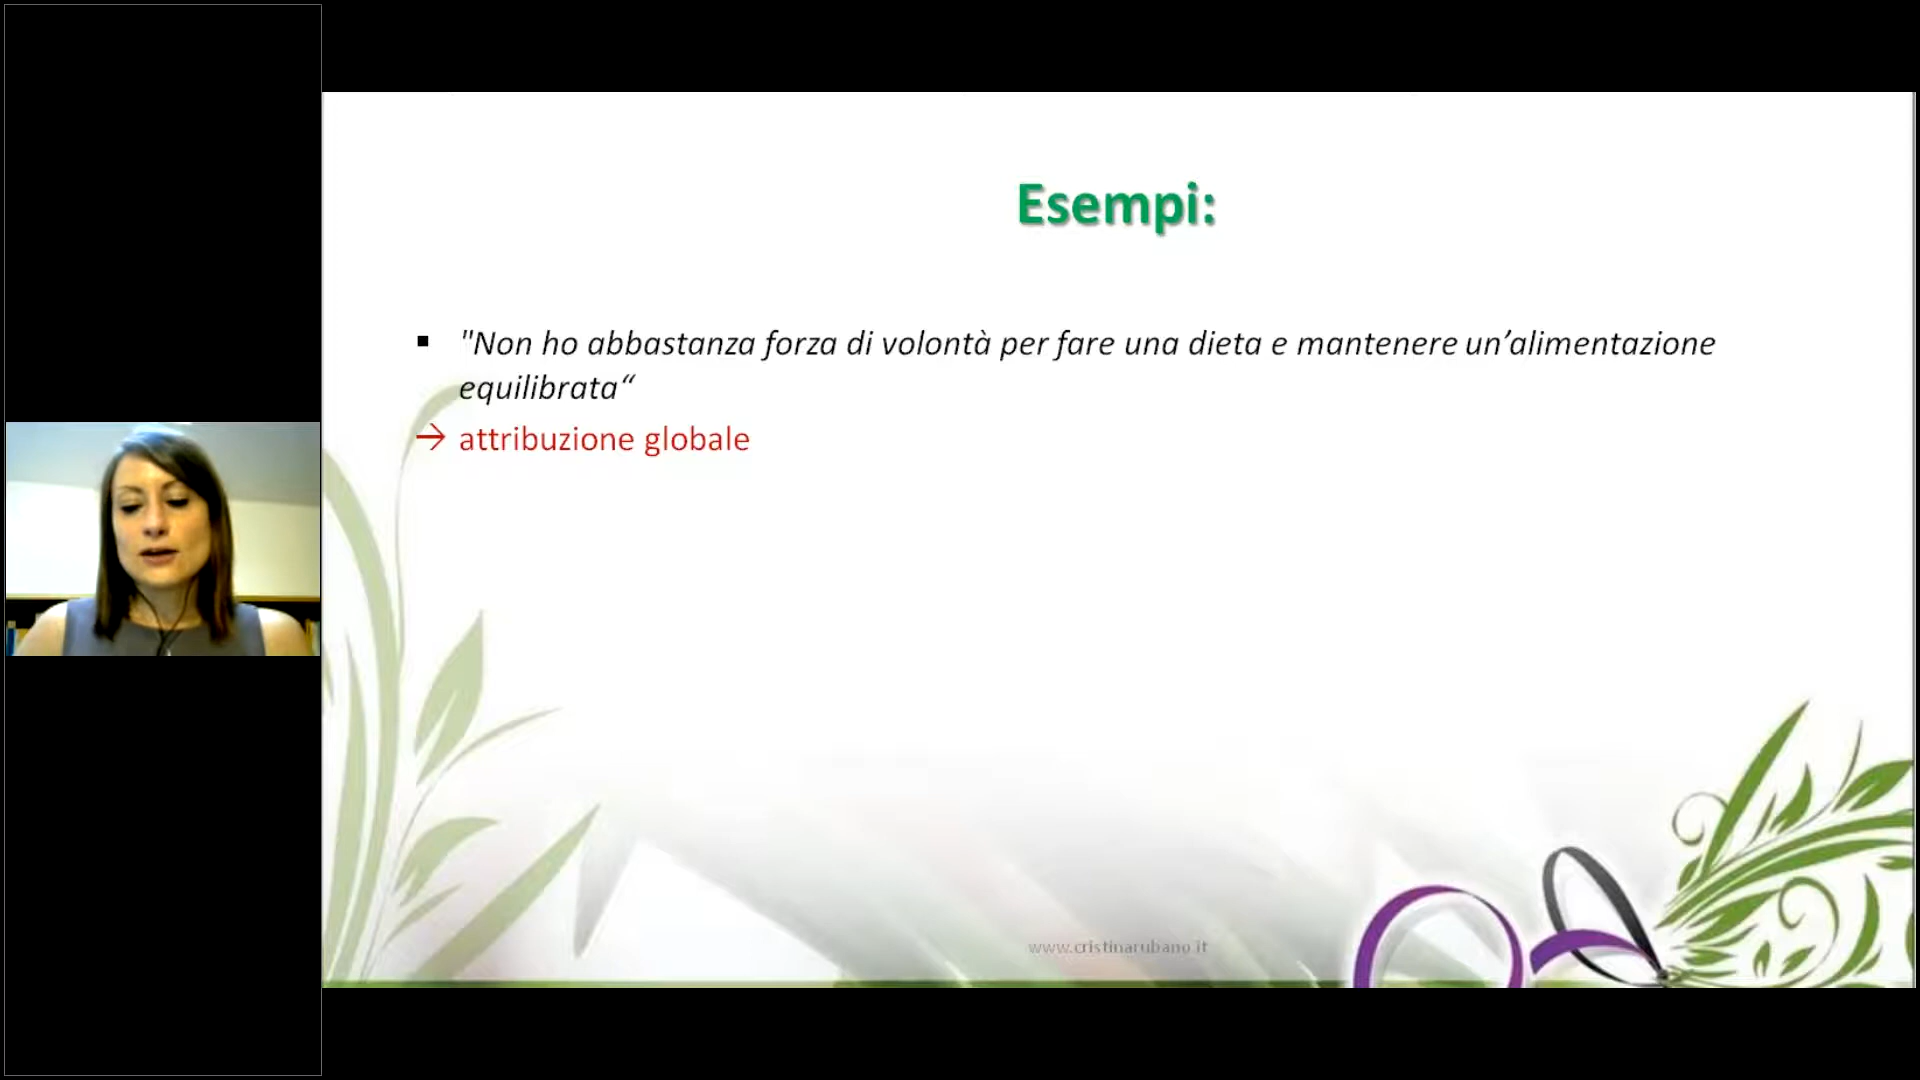 Esempi:
▪ "Non ho abbastanza forza di volontà per fare una dieta e mantenere un’alimentazione
equilibrata“
→ attribuzione globale
www.cristinarubano.it